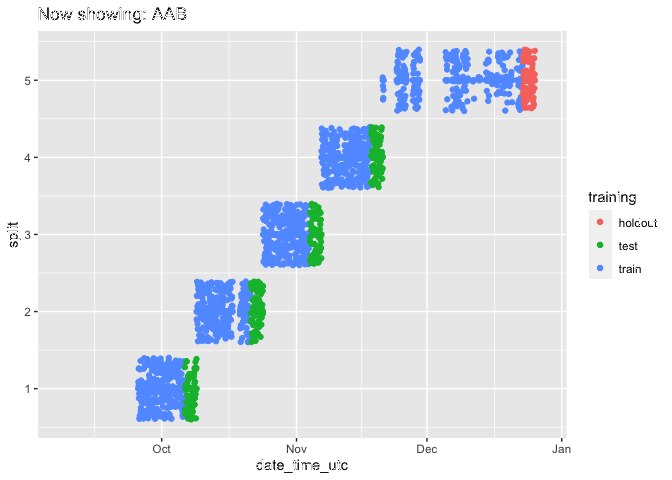 Now showing: AAB
5
4
3
2
1
split
Oct Nov Dec Jan
date_time_utc
training
holdout
test
train